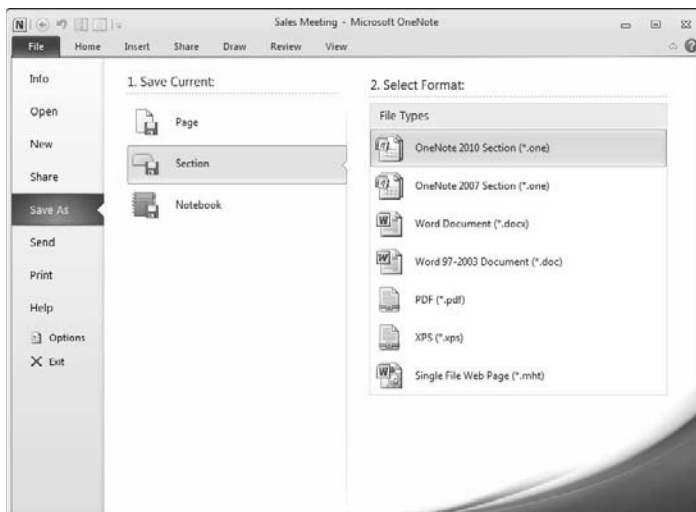 Sales Meeting - Microsoft OneNote
File Home Insert Share Draw Review View
Info
Open
New
Share
Save As
Send
Print
Help
Options
Exit
1. Save Current:
Page
Section
Notebook
2. Select Format:
File Types
OneNote 2010 Section (*.one)
OneNote 2007 Section (*.one)
Word Document (*.docx)
Word 97-2003 Document (*.doc)
PDF (*.pdf)
XPS (*.xps)
Single File Web Page (*.mht)